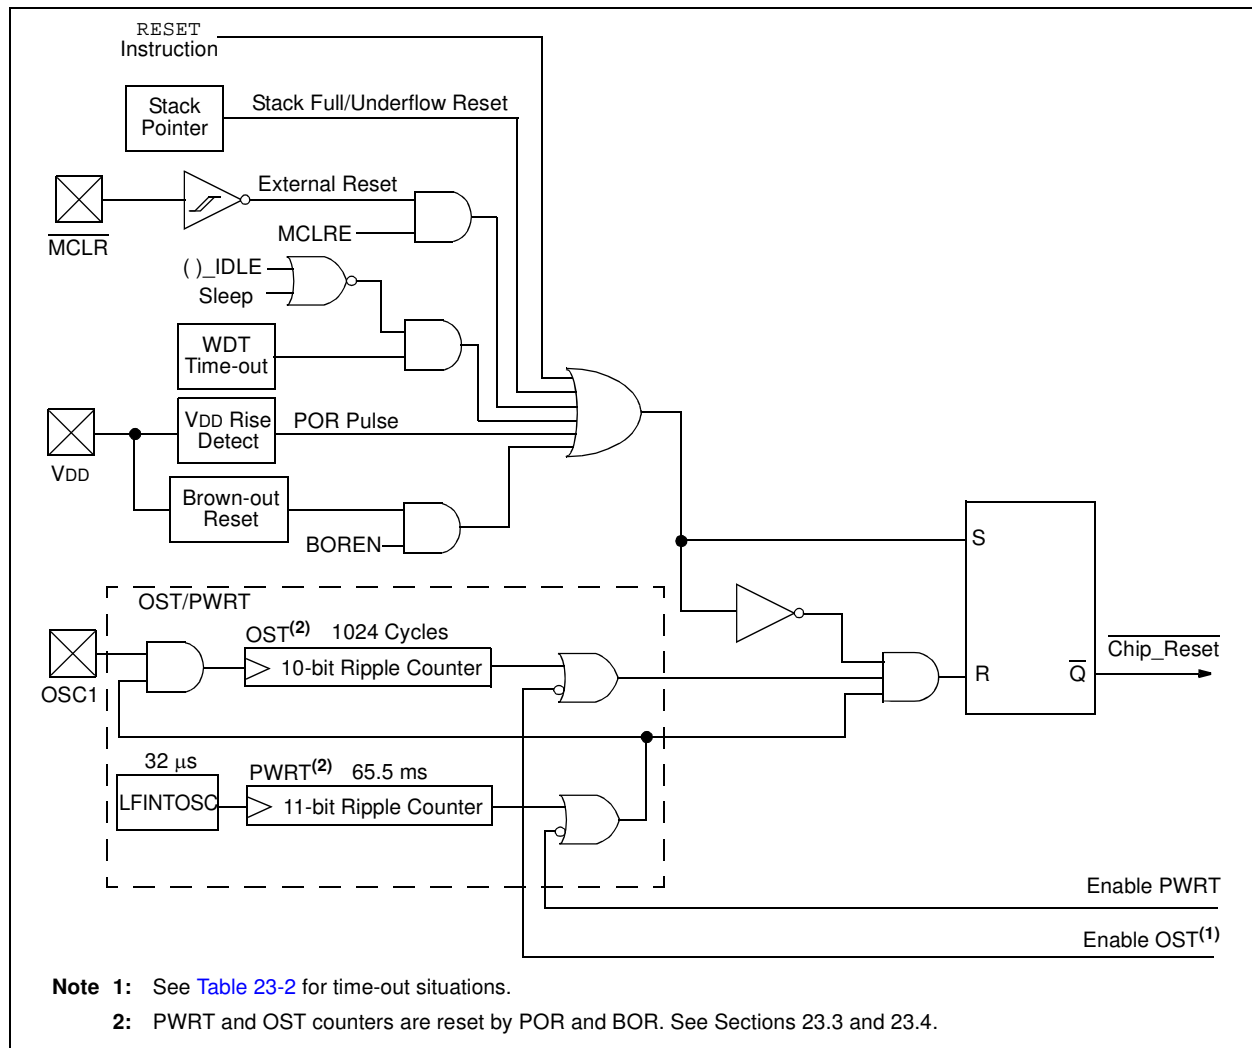 RESET
Instruction
Stack
Pointer
Stack Full/Underflow Reset
External Reset
MCLR
MCLRE
( )_IDLE
Sleep
WDT
Time-out
VDD Rise
Detect
POR Pulse
VDD
Brown-out
Reset
BOREN
S
OST/PWRT
OST(2) 1024 Cycles
10-bit Ripple Counter
OSC1
R
Q
Chip_Reset
32 μs
LFINTOSC
PWRT(2) 65.5 ms
11-bit Ripple Counter
Enable PWRT
Enable OST(1)
Note 1: See Table 23-2 for time-out situations.
2: PWRT and OST counters are reset by POR and BOR. See Sections 23.3 and 23.4.